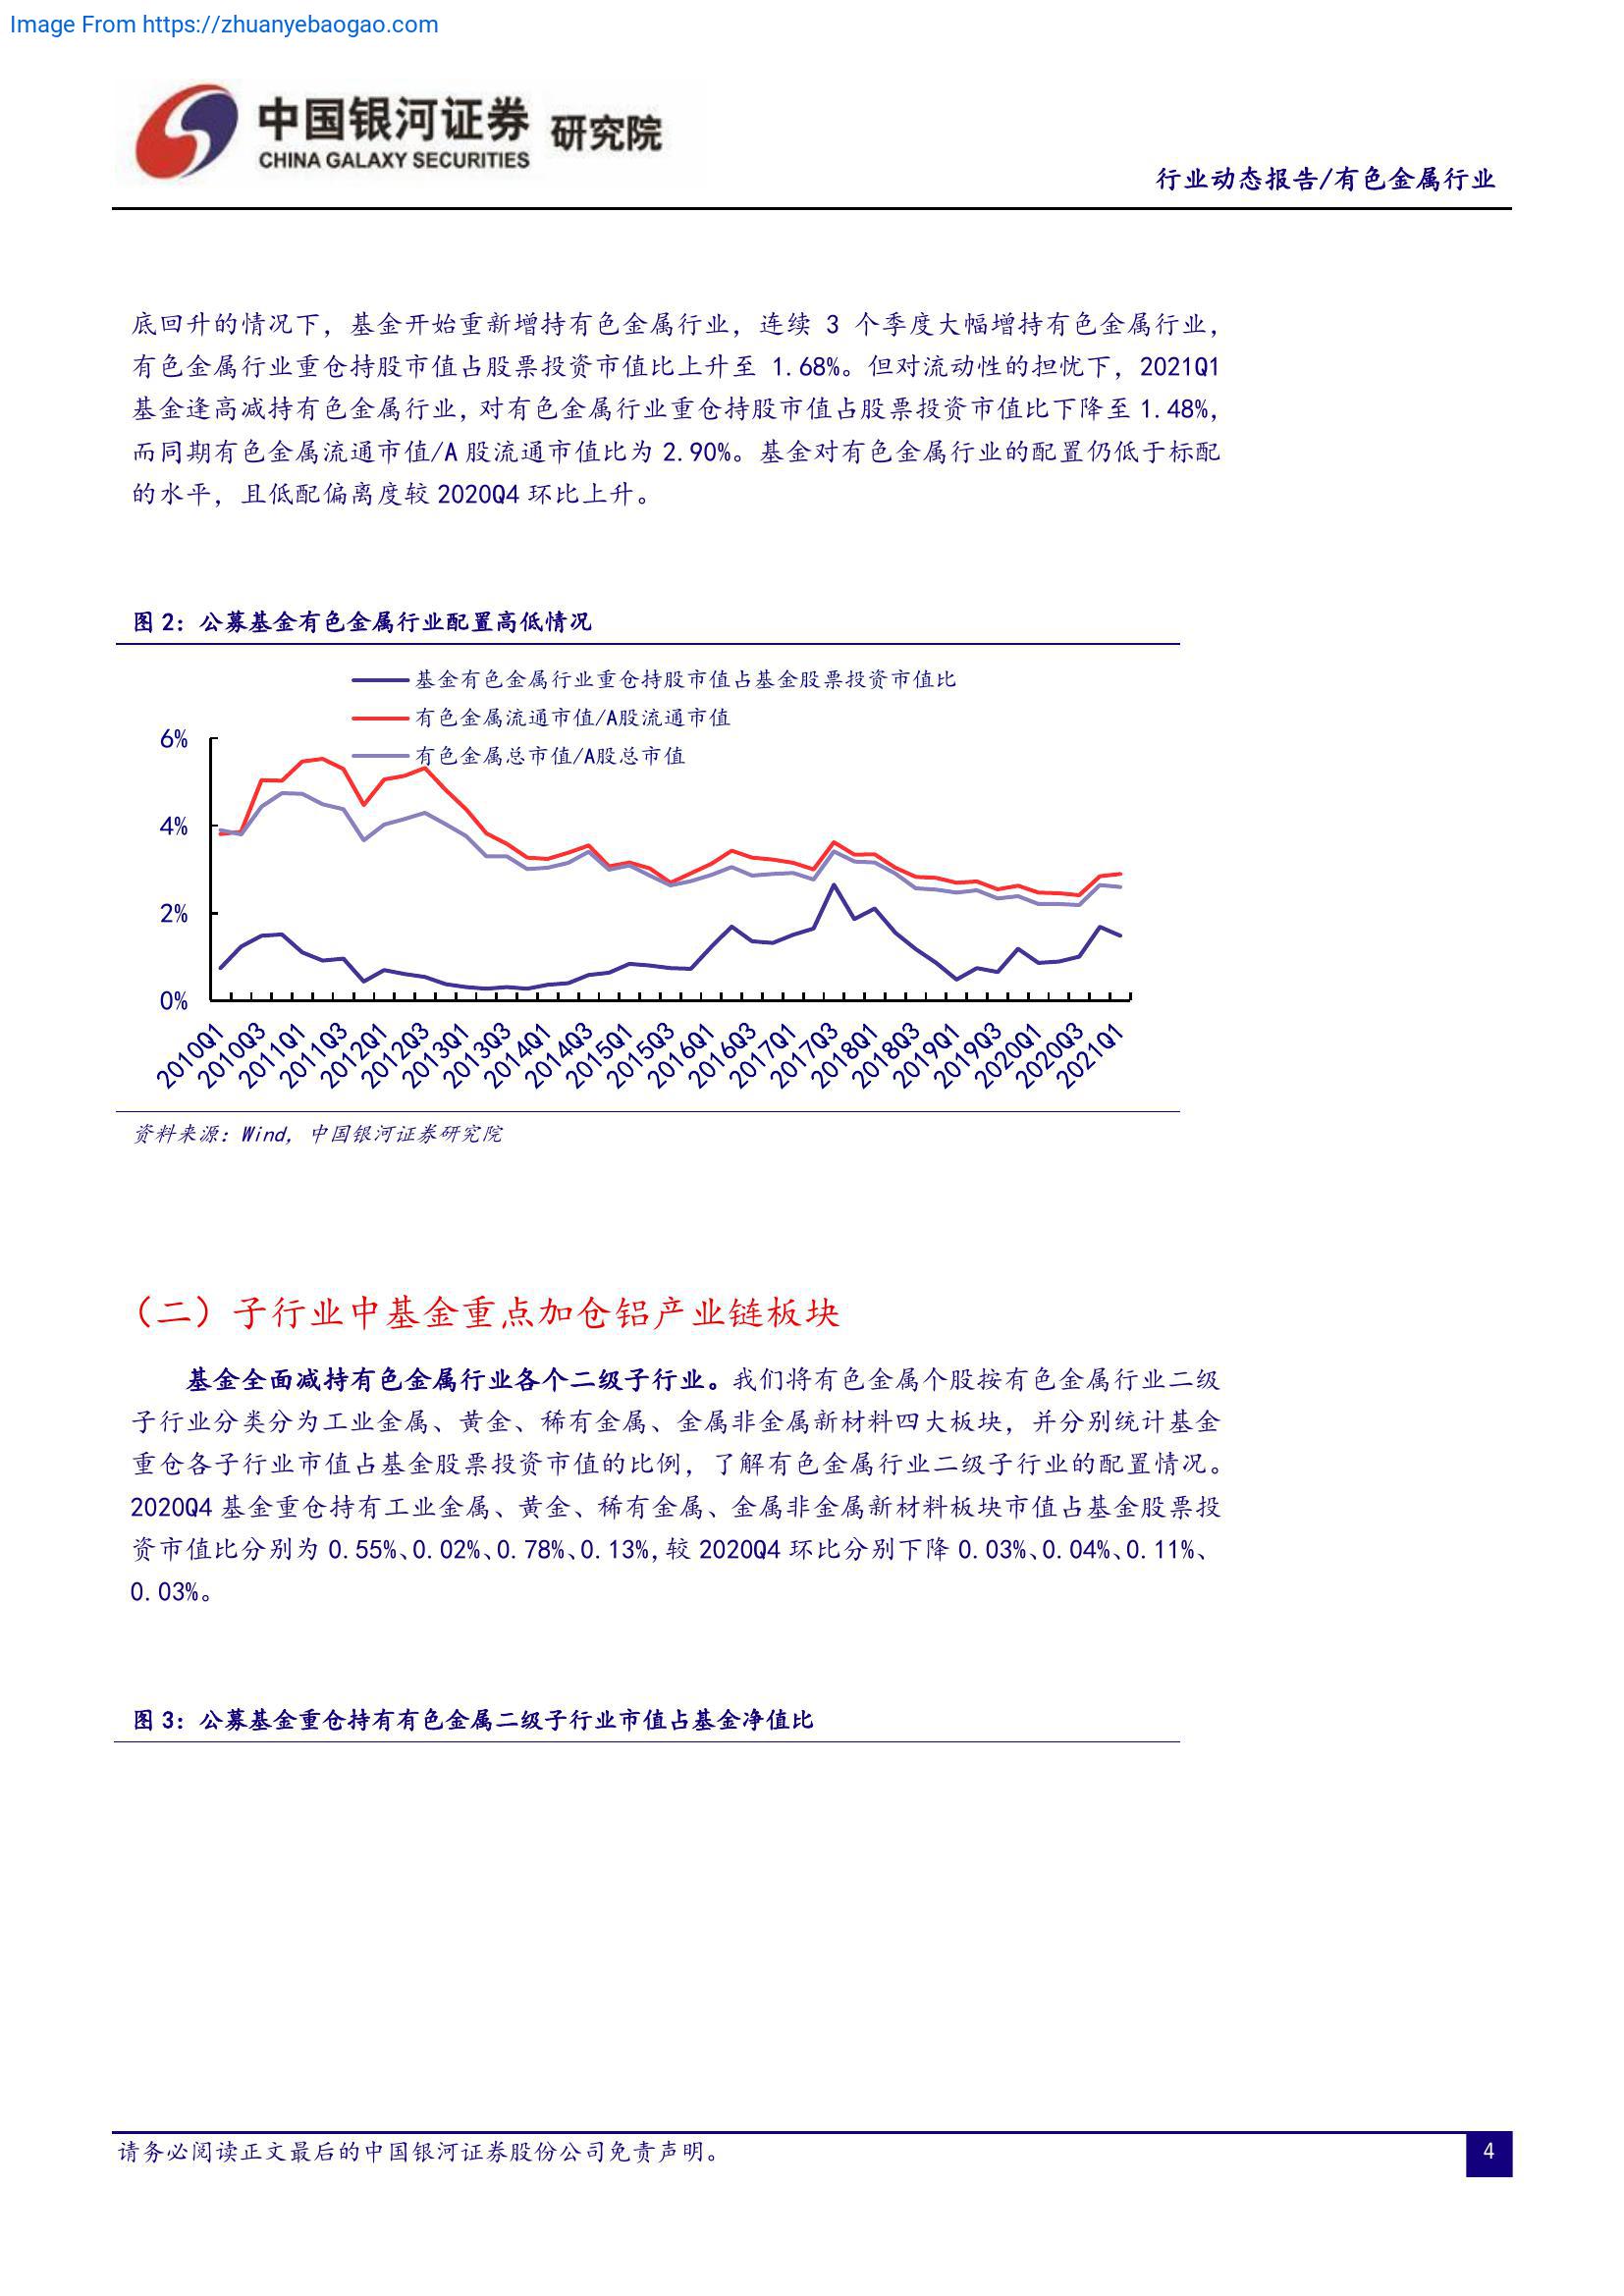 Image From https://zhuanyebaogao.com
中国银河证券 研究院
CHINA GALAXY SECURITIES
行业动态报告/有色金属行业
底回升的情况下，基金开始重新增持有色金属行业，连续 3 个季度大幅增持有色金属行业，
有色金属行业重仓持股市值占股票投资市值比上升至 1.68%。但对流动性的担忧下，2021Q1
基金逢高减持有色金属行业，对有色金属行业重仓持股市值占股票投资市值比下降至 1.48%，
而同期有色金属流通市值/A 股流通市值比为 2.90%。基金对有色金属行业的配置仍低于标配
的水平，且低配偏离度较 2020Q4 环比上升。
图 2：公募基金有色金属行业配置高低情况
基金有色金属行业重仓持股市值占基金股票投资市值比
有色金属流通市值/A股流通市值
有色金属总市值/A股总市值
6%
4%
2%
0%
2010Q1
2010Q3
2011Q1
2011Q3
2012Q1
2012Q3
2013Q1
2013Q3
2014Q1
2014Q3
2015Q1
2015Q3
2016Q1
2016Q3
2017Q1
2017Q3
2018Q1
2018Q3
2019Q1
2019Q3
2020Q1
2020Q3
2021Q1
资料来源：Wind，中国银河证券研究院
（二）子行业中基金重点加仓铝产业链板块
基金全面减持有色金属行业各个二级子行业。我们将有色金属个股按有色金属行业二级
子行业分类分为工业金属、黄金、稀有金属、金属非金属新材料四大板块，并分别统计基金
重仓各子行业市值占基金股票投资市值的比例，了解有色金属行业二级子行业的配置情况。
2020Q4 基金重仓持有工业金属、黄金、稀有金属、金属非金属新材料板块市值占基金股票投
资市值比分别为 0.55%、0.02%、0.78%、0.13%，较 2020Q4 环比分别下降 0.03%、0.04%、0.11%、
0.03%。
图 3：公募基金重仓持有有色金属二级子行业市值占基金净值比
请务必阅读正文最后的中国银河证券股份公司免责声明。
4